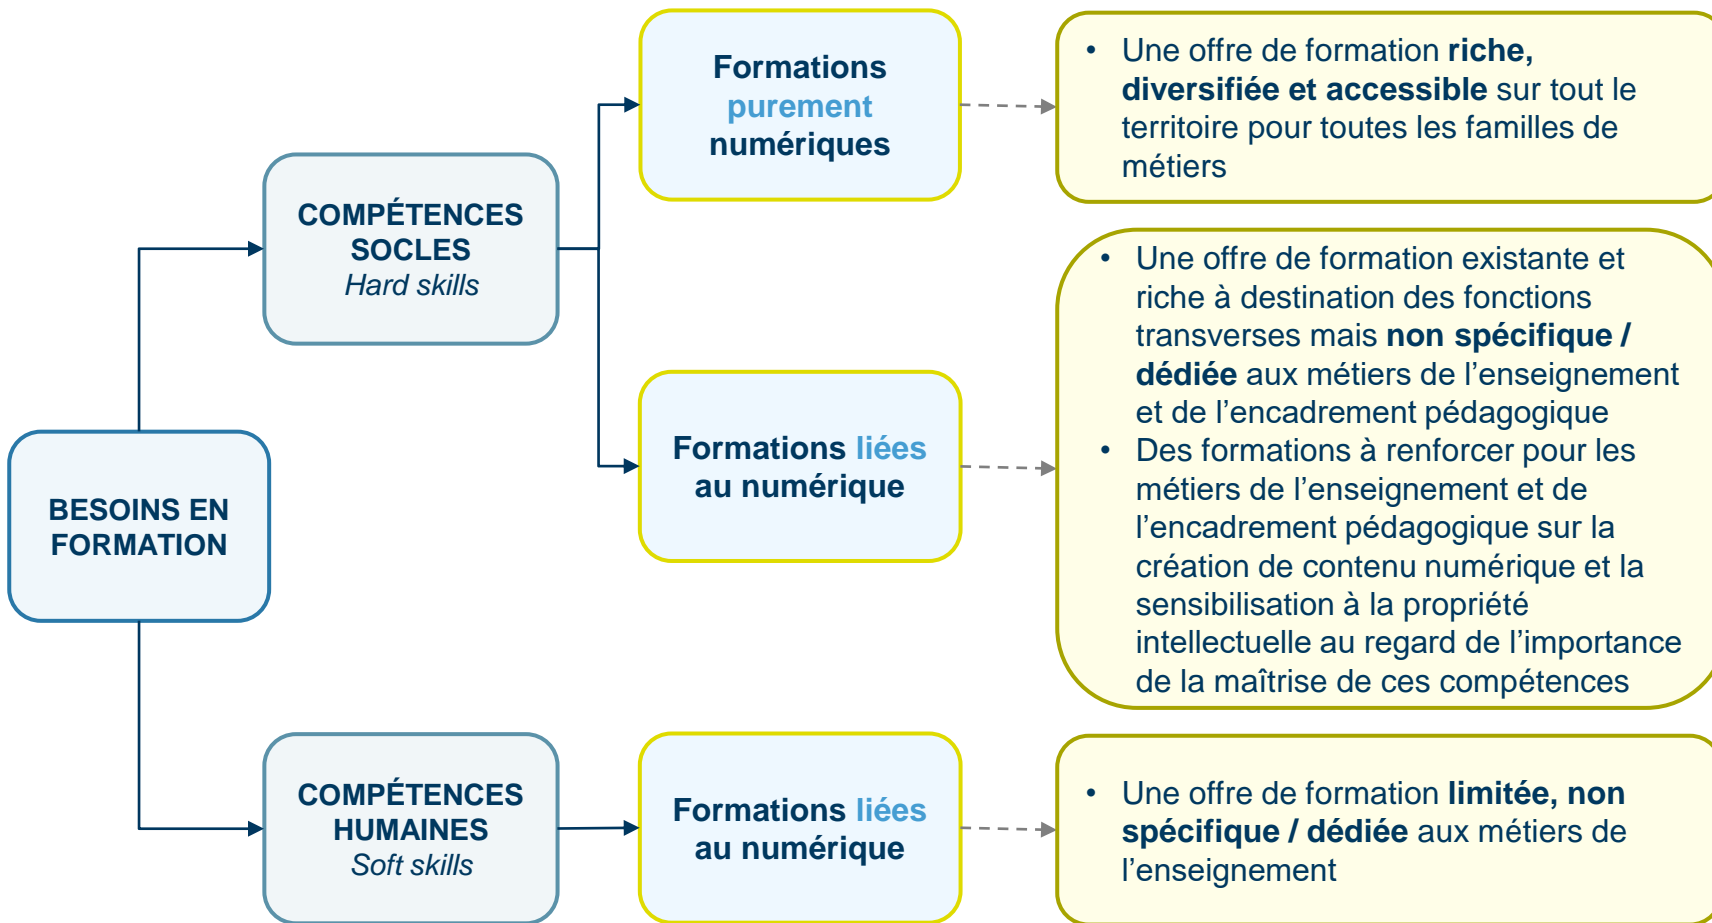 BESOINS EN
FORMATION
COMPÉTENCES
SOCLES
Hard skills
Formations
purement
numériques
• Une offre de formation riche,
diversifiée et accessible sur tout le
territoire pour toutes les familles de
métiers
Formations liées
au numérique
• Une offre de formation existante et
riche à destination des fonctions
transverses mais non spécifique /
dédiée aux métiers de l’enseignement
et de l’encadrement pédagogique
• Des formations à renforcer pour les
métiers de l’enseignement et de
l’encadrement pédagogique sur la
création de contenu numérique et la
sensibilisation à la propriété
intellectuelle au regard de l’importance
de la maîtrise de ces compétences
COMPÉTENCES
HUMAINES
Soft skills
Formations liées
au numérique
• Une offre de formation limitée, non
spécifique / dédiée aux métiers de
l’enseignement